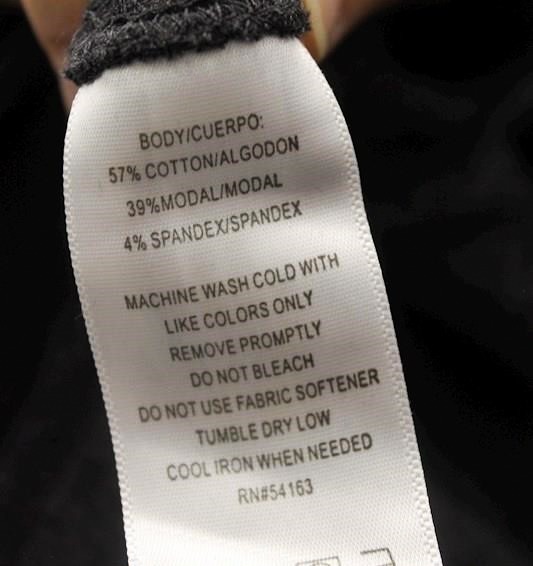 BODY/CUERPO:
57% COTTON/ALGODON
39%MODAL/MODAL
4% SPANDEX/SPANDEX
MACHINE WASH COLD WITH
LIKE COLORS ONLY
REMOVE PROMPTLY
DO NOT BLEACH
DO NOT USE FABRIC SOFTENER
TUMBLE DRY LOW
COOL IRON WHEN NEEDED
RN#54163